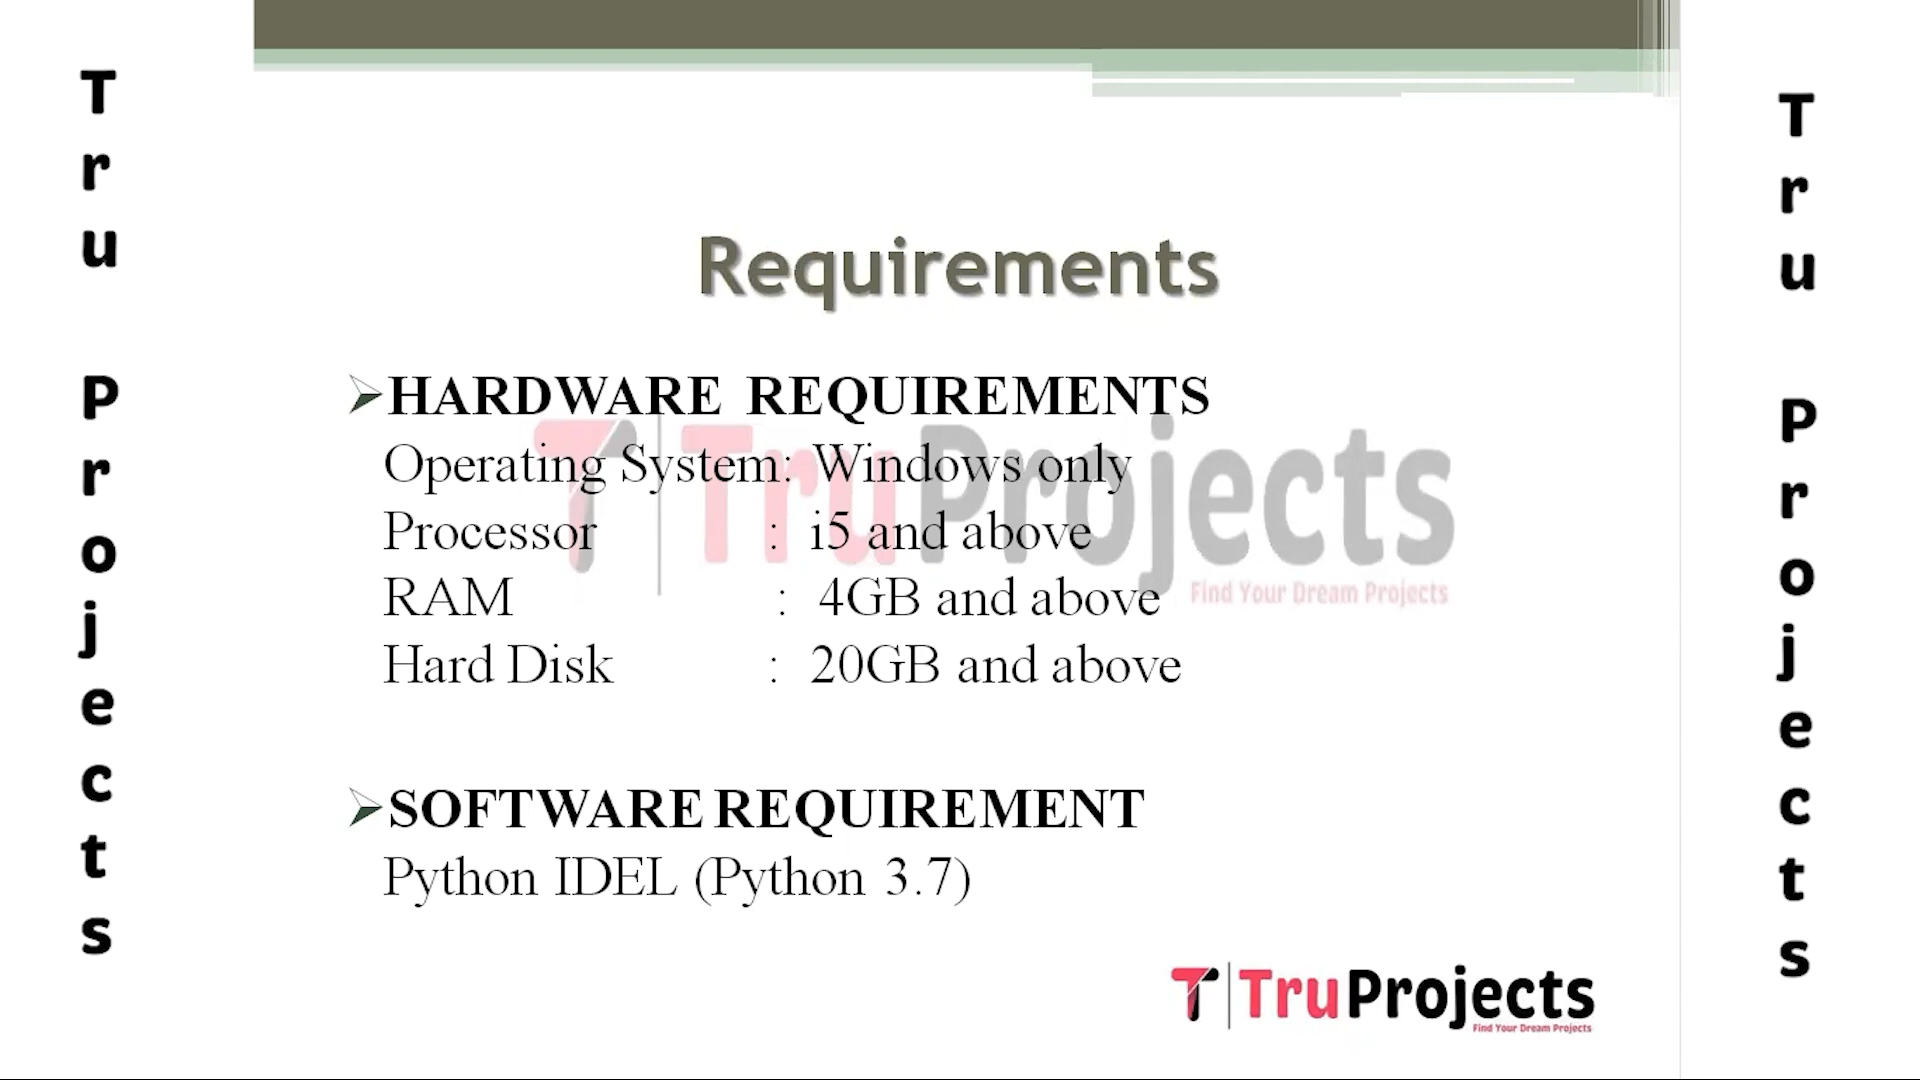 Tru Projects
Requirements
➢HARDWARE REQUIREMENTS
Operating System: Windows only
Processor : i5 and above
RAM : 4GB and above
Hard Disk : 20GB and above
➢SOFTWARE REQUIREMENT
Python IDEL (Python 3.7)
TruProjects
Find Your Dream Projects
TruProjects
Find Your Dream Projects
Tru Projects